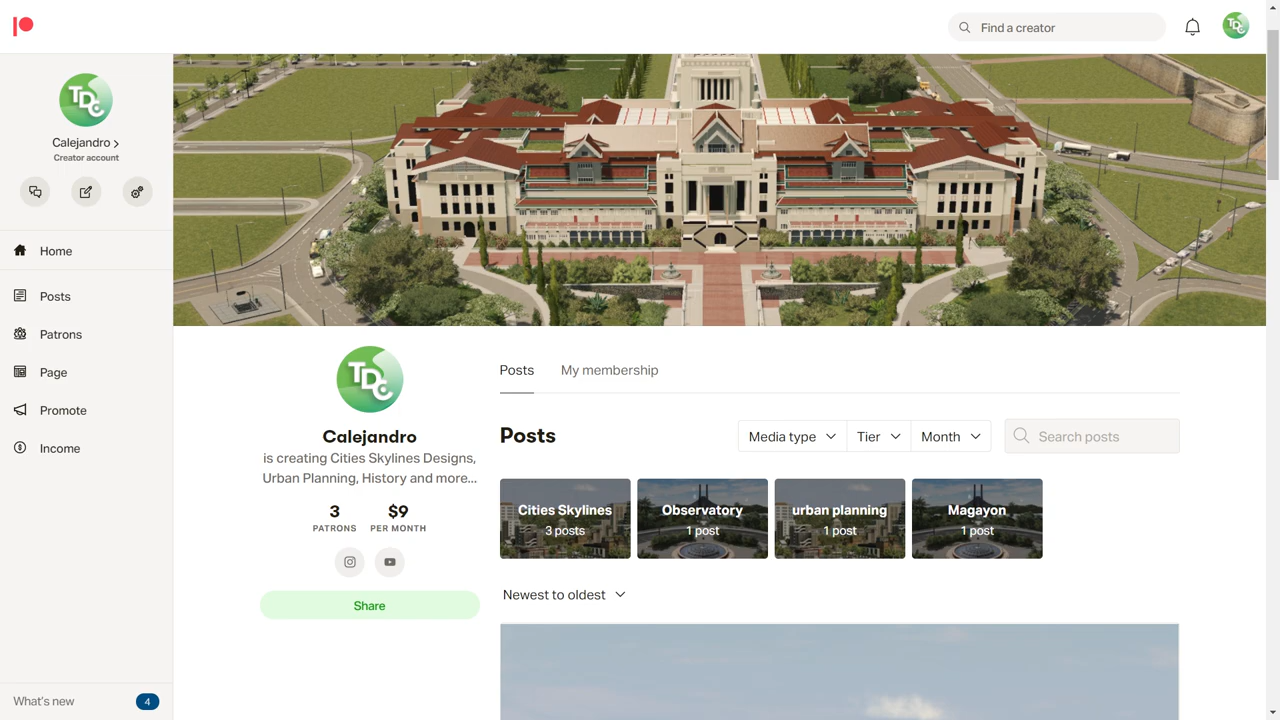 Find a creator
TDC
TDC
Calejandro
Creator account
Home
Posts
Patrons
Page
Promote
Income
What's new
4
TDC
Calejandro
is creating Cities Skylines Designs,
Urban Planning, History and more...
3 $9
PATRONS PER MONTH
Share
Posts My membership
Posts
Media type Tier Month Search posts
Cities Skylines Observatory urban planning Magayon
3 posts 1 post 1 post 1 post
Newest to oldest